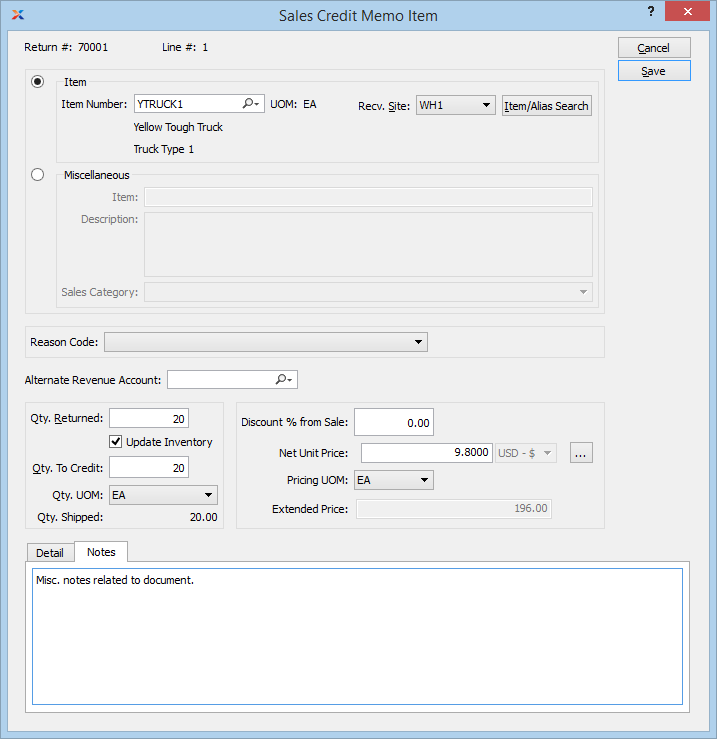 Sales Credit Memo Item
?
Return #: 70001 Line #: 1
Cancel
Save
Item
Item Number: YTRUCK1 UOM: EA Recv. Site: WH1 Item/Alias Search
Yellow Tough Truck
Truck Type 1
Miscellaneous
Item:
Description:
Sales Category:
Reason Code:
Alternate Revenue Account:
Qty. Returned: 20
Update Inventory
Qty. To Credit: 20
Qty. UOM: EA
Qty. Shipped: 20.00
Discount % from Sale: 0.00
Net Unit Price: 9.8000 USD - $ ...
Pricing UOM: EA
Extended Price: 196.00
Detail Notes
Misc. notes related to document.